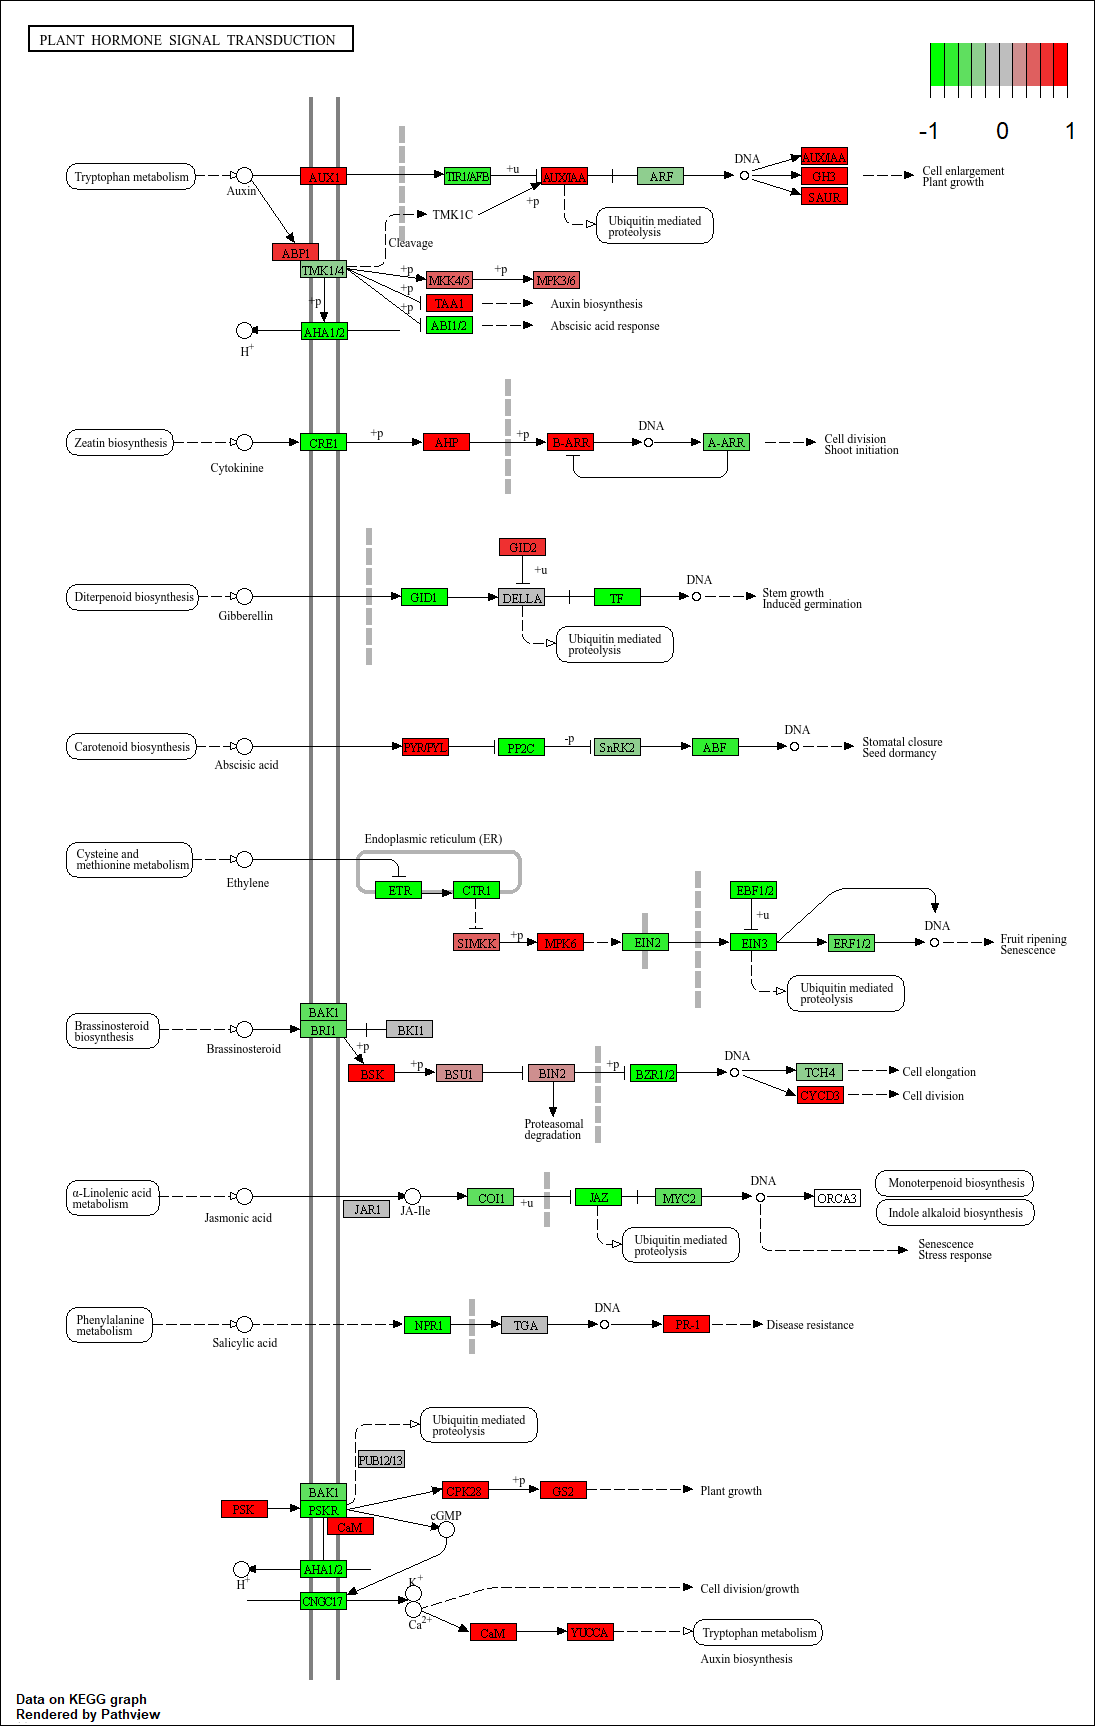 PLANT HORMONE SIGNAL TRANSDUCTION
-1 0 1
Tryptophan metabolism
Auxin
AUX1
TIR1/AFB
+u
AUX/IAA
ARF
DNA
AUX/IAA
GH3
SAUR
Cell enlargement
Plant growth
+p
TMK1C
Cleavage
Ubiquitin mediated
proteolysis
ABP1
TMK1/4
+p
+p
+p
+p
MKK4/5
+p
MPK3/6
TAA1
Auxin biosynthesis
ABI1/2
Abscisic acid response
AHA1/2
H+
Zeatin biosynthesis
Cytokinine
CRE1
+p
AHP
+p
B-ARR
DNA
A-ARR
Cell division
Shoot initiation
Diterpenoid biosynthesis
Gibberellin
GID2
+u
GID1
DELLA
TF
DNA
Stem growth
Induced germination
Ubiquitin mediated
proteolysis
Carotenoid biosynthesis
Abscisic acid
PYR/PYL
PP2C
-p
SnRK2
ABF
DNA
Stomatal closure
Seed dormancy
Endoplasmic reticulum (ER)
Cysteine and
methionine metabolism
Ethylene
ETR
CTR1
SIMKK
+p
MPK6
EIN2
EBF1/2
+u
EIN3
ERF1/2
DNA
Fruit ripening
Senescence
Ubiquitin mediated
proteolysis
Brassinosteroid
biosynthesis
Brassinosteroid
BAK1
BRI1
BKI1
+p
BSK
+p
BSU1
BIN2
+p
BZR1/2
DNA
TCH4
Cell elongation
CYCD3
Cell division
Proteasomal
degradation
α-Linolenic acid
metabolism
Jasmonic acid
JAR1
JA-Ile
COI1
+u
JAZ
MYC2
DNA
ORCA3
Monoterpenoid biosynthesis
Indole alkaloid biosynthesis
Ubiquitin mediated
proteolysis
Senescence
Stress response
Phenylalanine
metabolism
Salicylic acid
NPR1
TGA
DNA
PR-1
Disease resistance
Ubiquitin mediated
proteolysis
PUB12/13
BAK1
PSK
PSKR
CaM
CPK28
+p
GS2
Plant growth
cGMP
AHA1/2
H+
CNGC17
K+
Ca2+
Cell division/growth
CaM
YUCCA
Tryptophan metabolism
Auxin biosynthesis
Data on KEGG graph
Rendered by Pathview